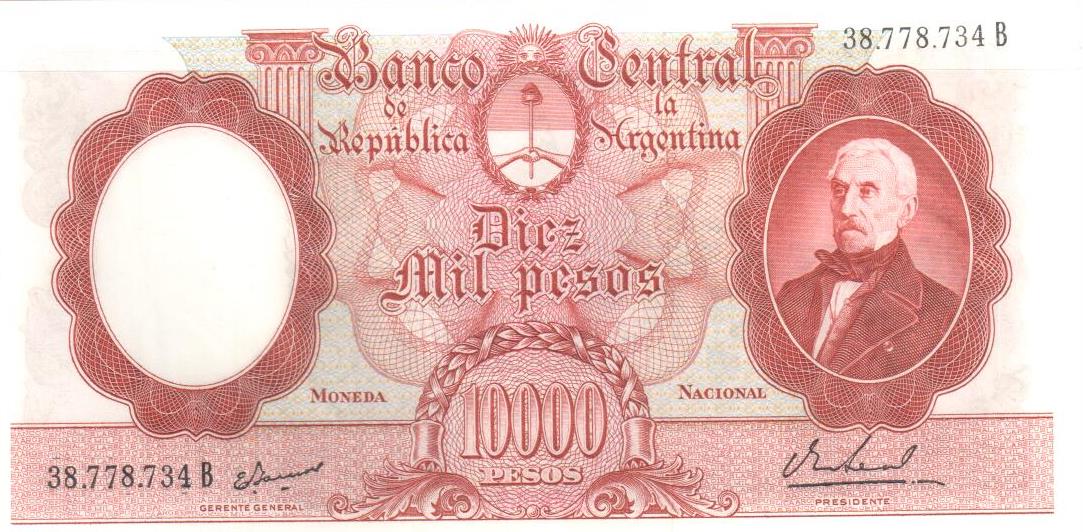 38.778.734 B
Banco Central
de la
República Argentina
Diez
Mil pesos
MONEDA NACIONAL
10000
PESOS
38.778.734 B
GERENTE GENERAL
PRESIDENTE